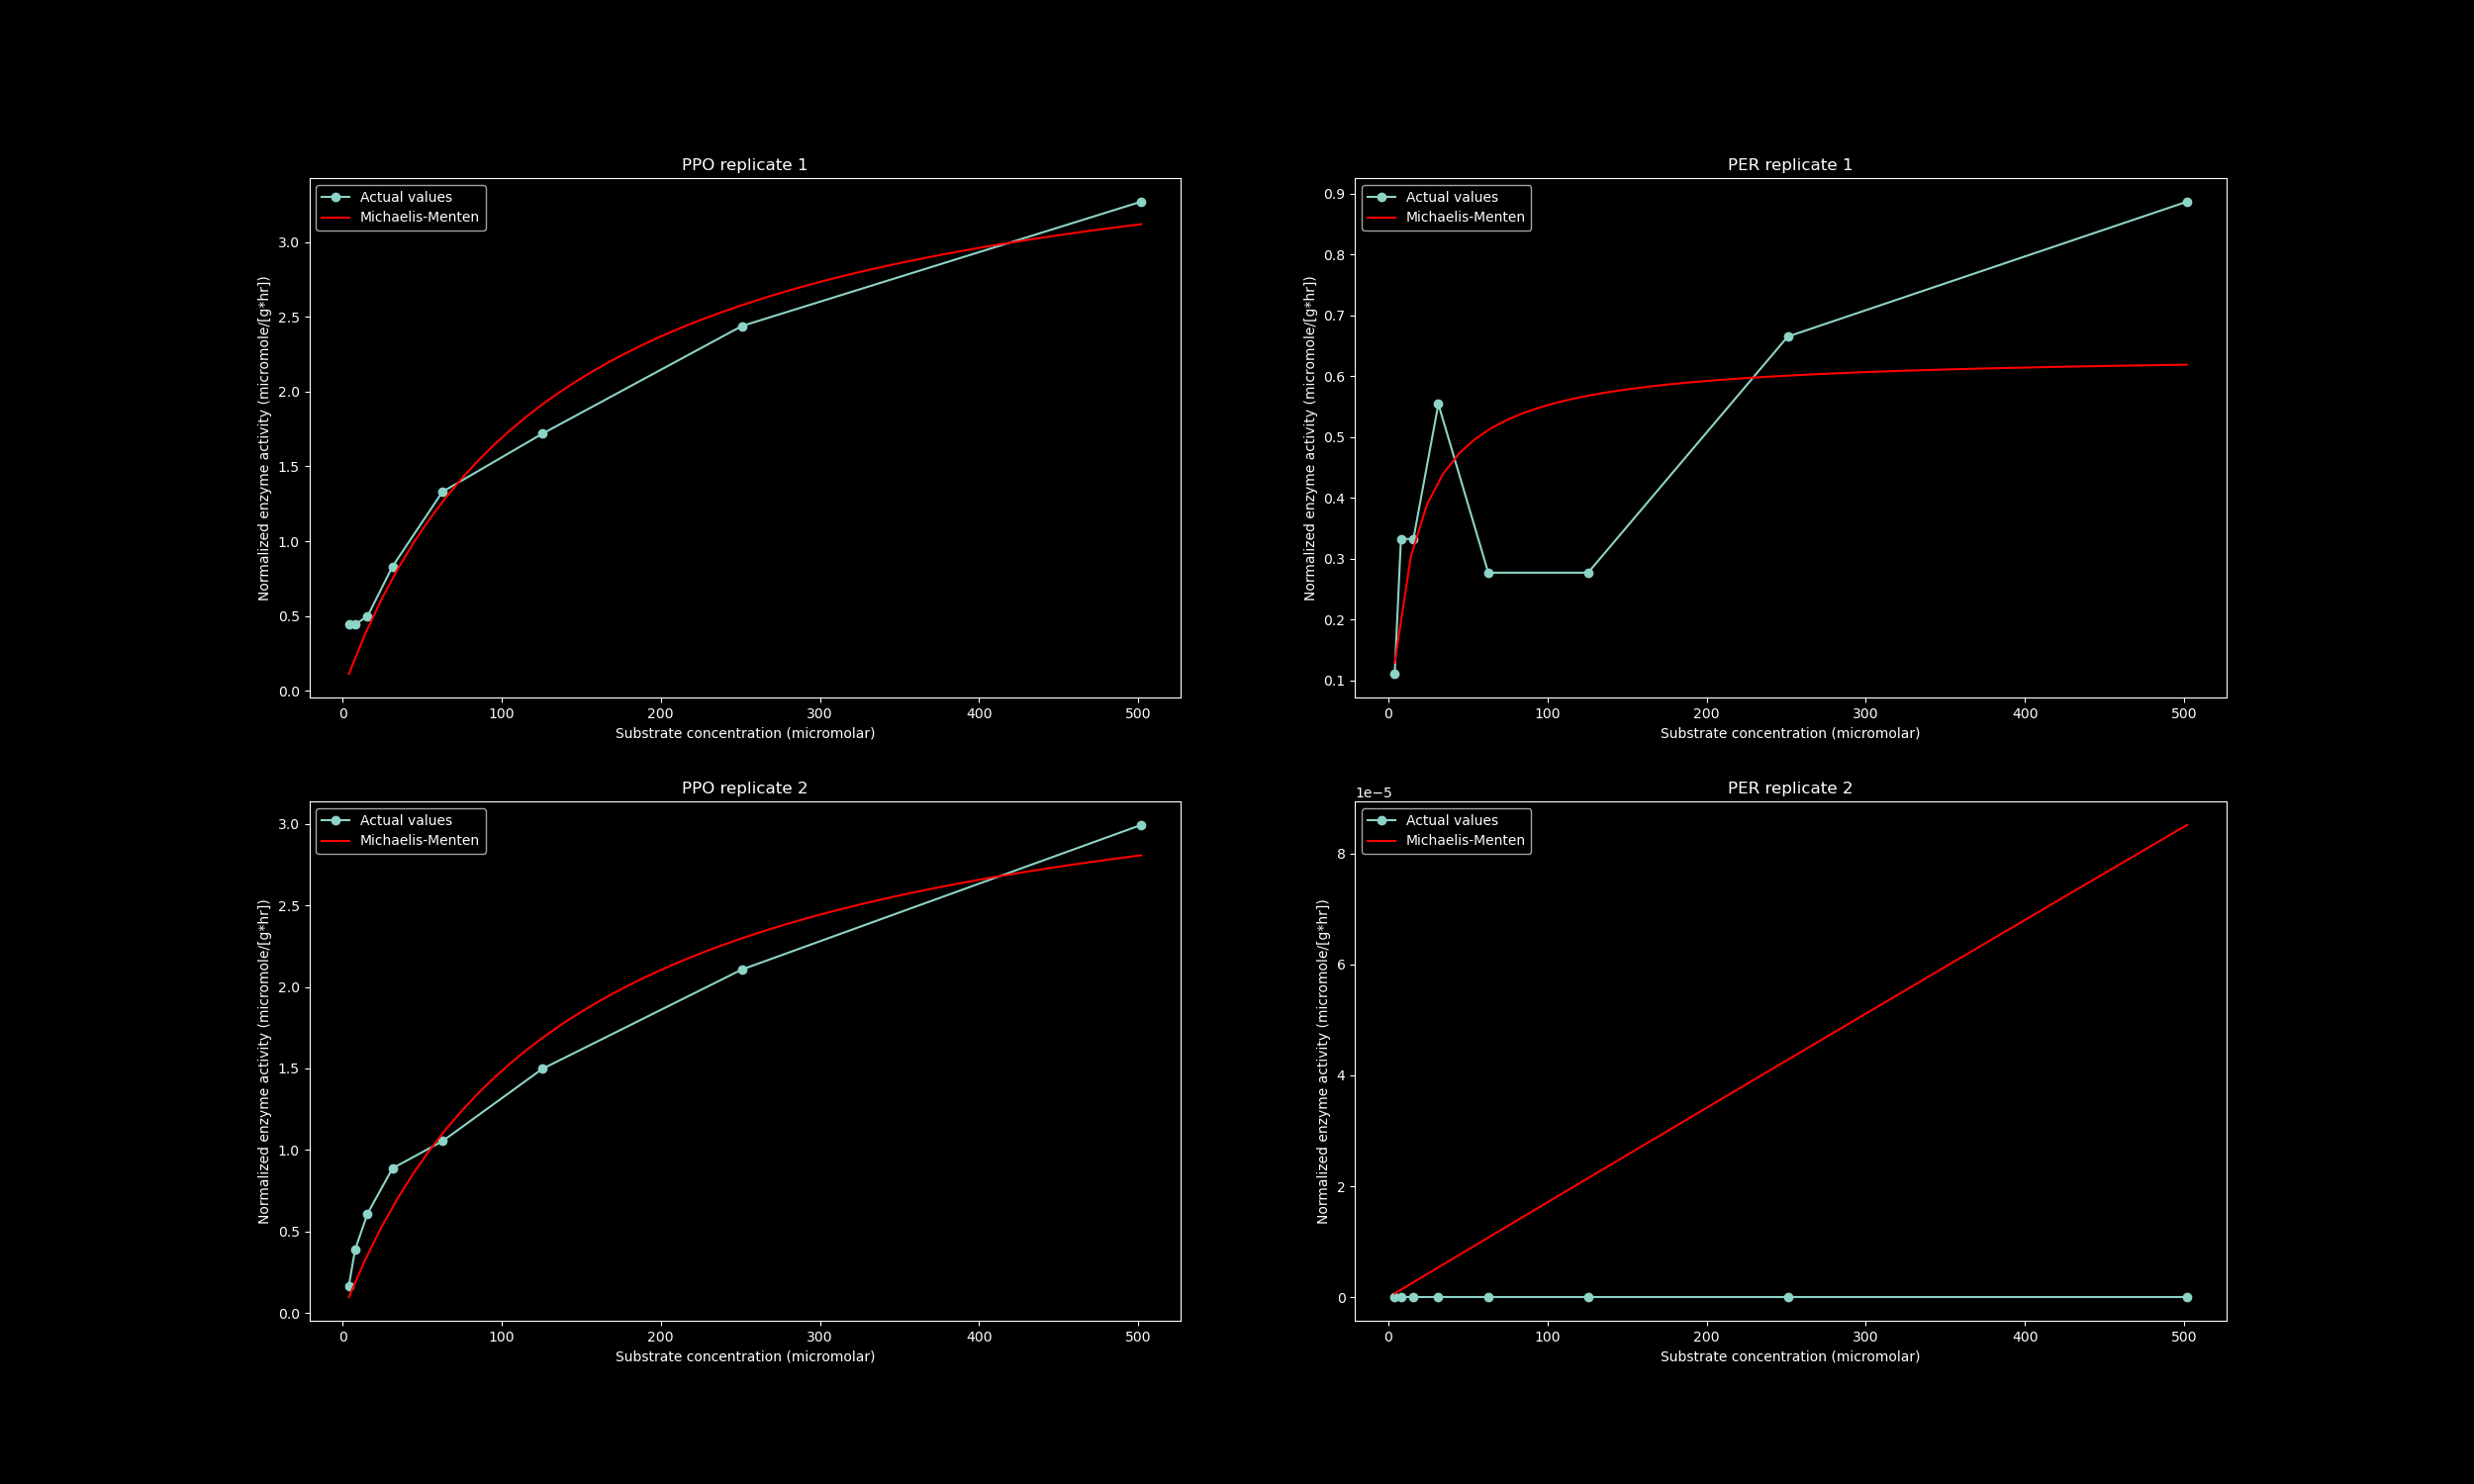 PPO replicate 1
Actual values
Michaelis-Menten
Normalized enzyme activity (micromole/[g*hr])
3.0
2.5
2.0
1.5
1.0
0.5
0.0
0 100 200 300 400 500
Substrate concentration (micromolar)
PER replicate 1
Actual values
Michaelis-Menten
Normalized enzyme activity (micromole/[g*hr])
0.9
0.8
0.7
0.6
0.5
0.4
0.3
0.2
0.1
0 100 200 300 400 500
Substrate concentration (micromolar)
PPO replicate 2
Actual values
Michaelis-Menten
Normalized enzyme activity (micromole/[g*hr])
3.0
2.5
2.0
1.5
1.0
0.5
0.0
0 100 200 300 400 500
Substrate concentration (micromolar)
PER replicate 2
1e−5
Actual values
Michaelis-Menten
Normalized enzyme activity (micromole/[g*hr])
8
6
4
2
0
0 100 200 300 400 500
Substrate concentration (micromolar)